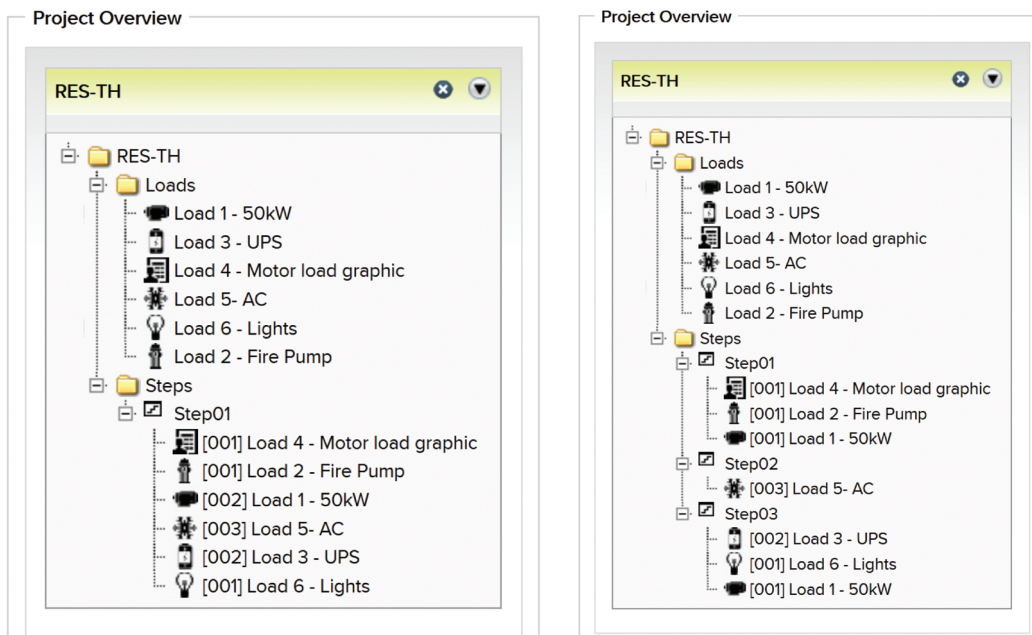 Project Overview
RES-TH
RES-TH
Loads
Load 1 - 50kW
Load 3 - UPS
Load 4 - Motor load graphic
Load 5- AC
Load 6 - Lights
Load 2 - Fire Pump
Steps
Step01
[001] Load 4 - Motor load graphic
[001] Load 2 - Fire Pump
[002] Load 1 - 50kW
[003] Load 5- AC
[002] Load 3 - UPS
[001] Load 6 - Lights
Project Overview
RES-TH
RES-TH
Loads
Load 1 - 50kW
Load 3 - UPS
Load 4 - Motor load graphic
Load 5- AC
Load 6 - Lights
Load 2 - Fire Pump
Steps
Step01
[001] Load 4 - Motor load graphic
[001] Load 2 - Fire Pump
[001] Load 1 - 50kW
Step02
[003] Load 5- AC
Step03
[002] Load 3 - UPS
[001] Load 6 - Lights
[001] Load 1 - 50kW